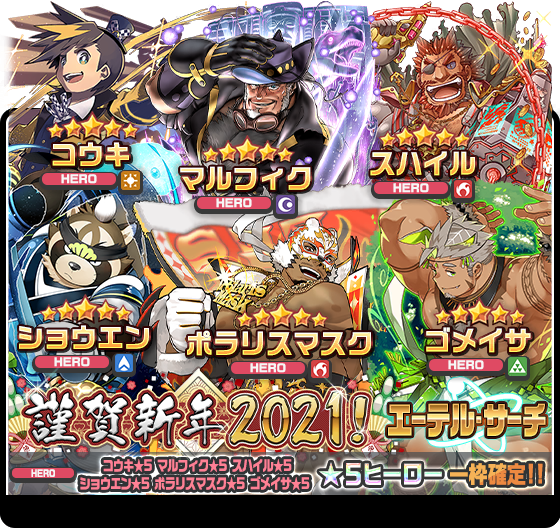 コウキ
HERO
マルフィク
HERO
スハイル
HERO
ショウエン
HERO
ポラリスマスク
HERO
ゴメイサ
HERO
謹賀新年2021!
エーテル・サーチ
HERO
コウキ★5 マルフィク★5 スハイル★5
ショウエン★5 ポラリスマスク★5 ゴメイサ★5
★5ヒーロー 一枠確定!!